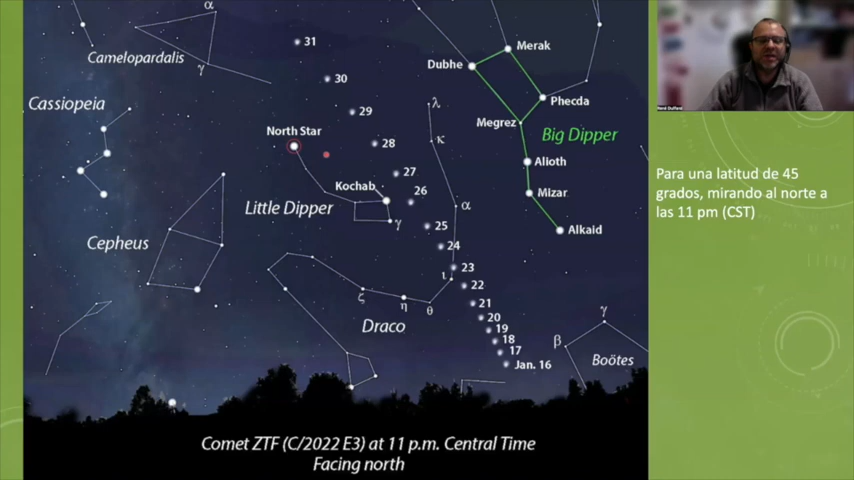 α
31
Merak
Camelopardalis
Dubhe
γ
30
Cassiopeia
λ
Phecda
29
North Star
Megrez
Big Dipper
28
κ
Alioth
27
Kochab
26
Mizar
Little Dipper
α
γ
25
Alkaid
Cepheus
24
23
ι
22
ζ
η
θ
21
Draco
20
γ
19
18
β
17
Boötes
Jan. 16
Comet ZTF (C/2022 E3) at 11 p.m. Central Time
Facing north
Para una latitud de 45
grados, mirando al norte a
las 11 pm (CST)